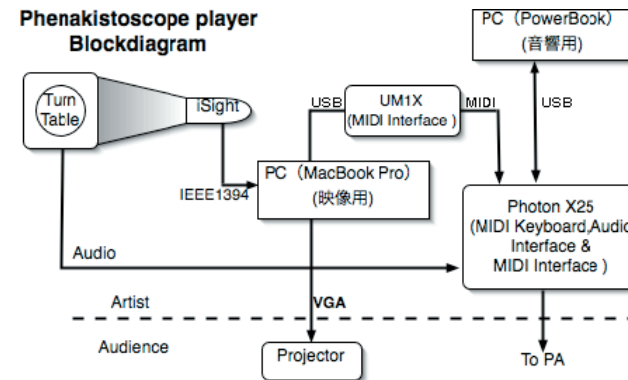 Phenakistoscope player
Blockdiagram
PC（PowerBook）
(音響用)
Turn
Table
iSight
USB
UM1X
(MIDI Interface )
MIDI
USB
IEEE1394
PC（MacBook Pro）
(映像用)
Photon X25
(MIDI Keyboard,Audio
Interface &
MIDI Interface )
Audio
Artist
VGA
Audience
Projector
To PA